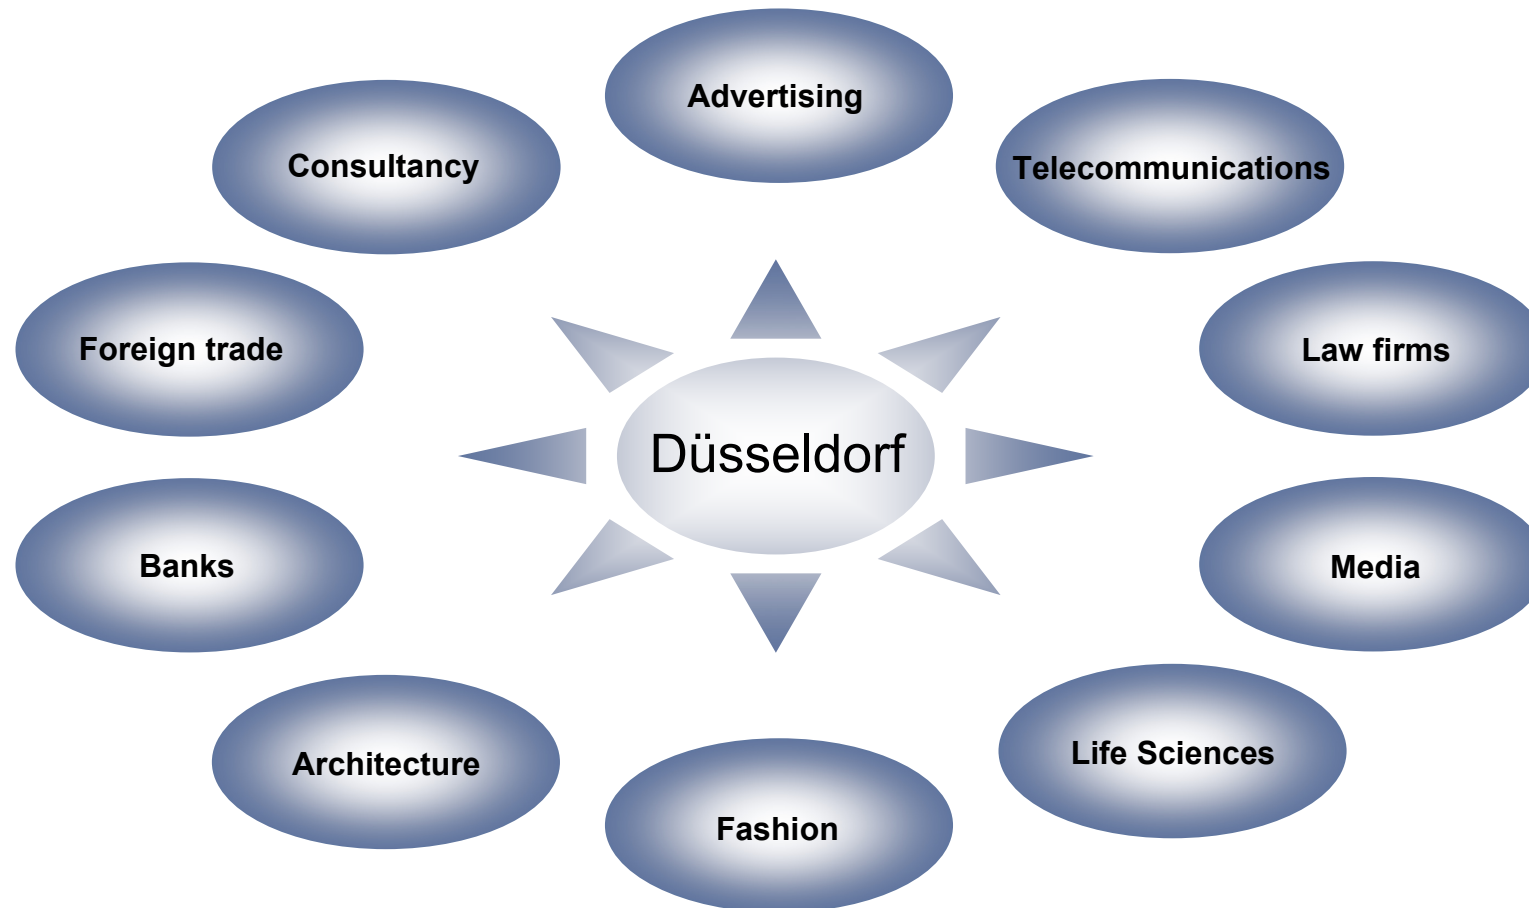 Advertising
Consultancy
Telecommunications
Foreign trade
Law firms
Düsseldorf
Banks
Media
Architecture
Life Sciences
Fashion